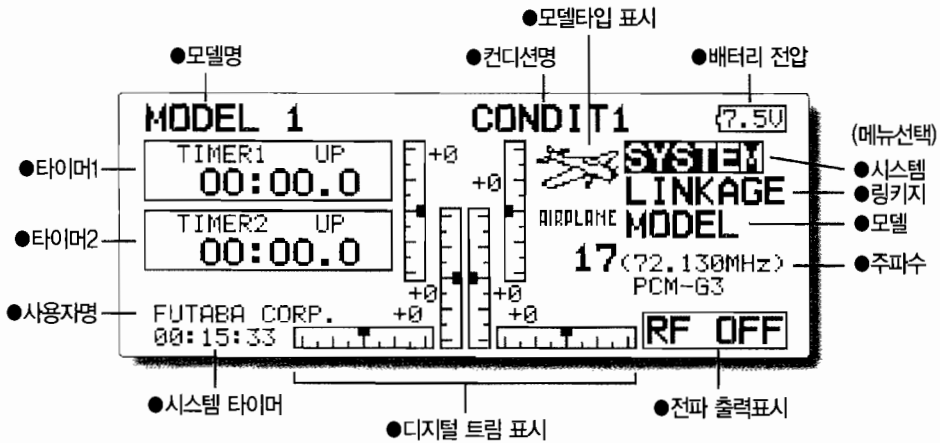 ●모델타입 표시
●모델명
●컨디션명
●배터리 전압
MODEL 1
CONDIT1
7.5V
(메뉴선택)
●타이머1
TIMER1 UP
00:00.0
+0
+0
SYSTEM
●시스템
LINKAGE
●링키지
AIRPLANE
MODEL
●모델
●타이머2
TIMER2 UP
00:00.0
17(72.130MHz)
●주파수
PCM-G3
+0
+0
●사용자명
FUTABA CORP.
+0
+0
00:15:33
RF OFF
●시스템 타이머
●디지털 트림 표시
●전파 출력표시